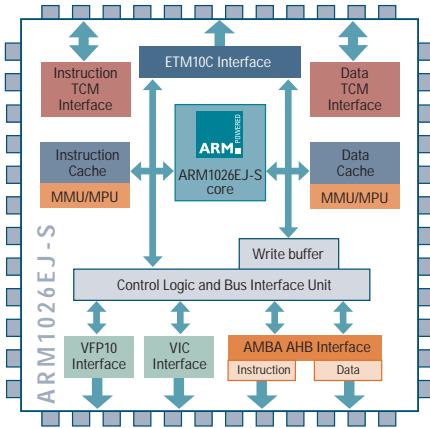 ETM10C Interface
Instruction
TCM
Interface
Data
TCM
Interface
ARM POWERED
ARM1026EJ-S
core
Instruction
Cache
MMU/MPU
Data
Cache
MMU/MPU
Write buffer
Control Logic and Bus Interface Unit
VFP10
Interface
VIC
Interface
AMBA AHB Interface
Instruction
Data
ARM1026EJ-S